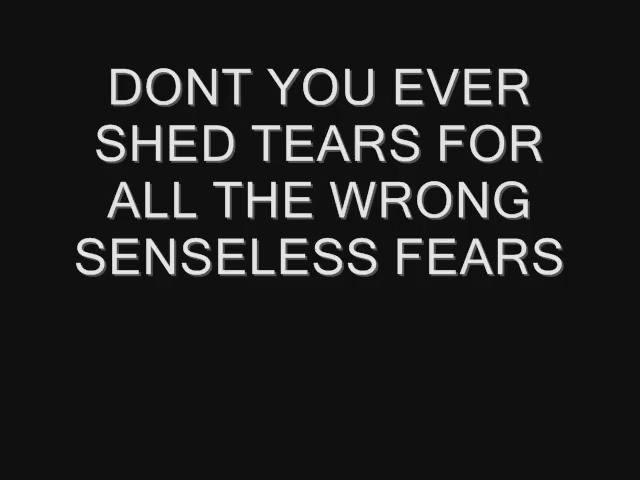 DONT YOU EVER
SHED TEARS FOR
ALL THE WRONG
SENSELESS FEARS